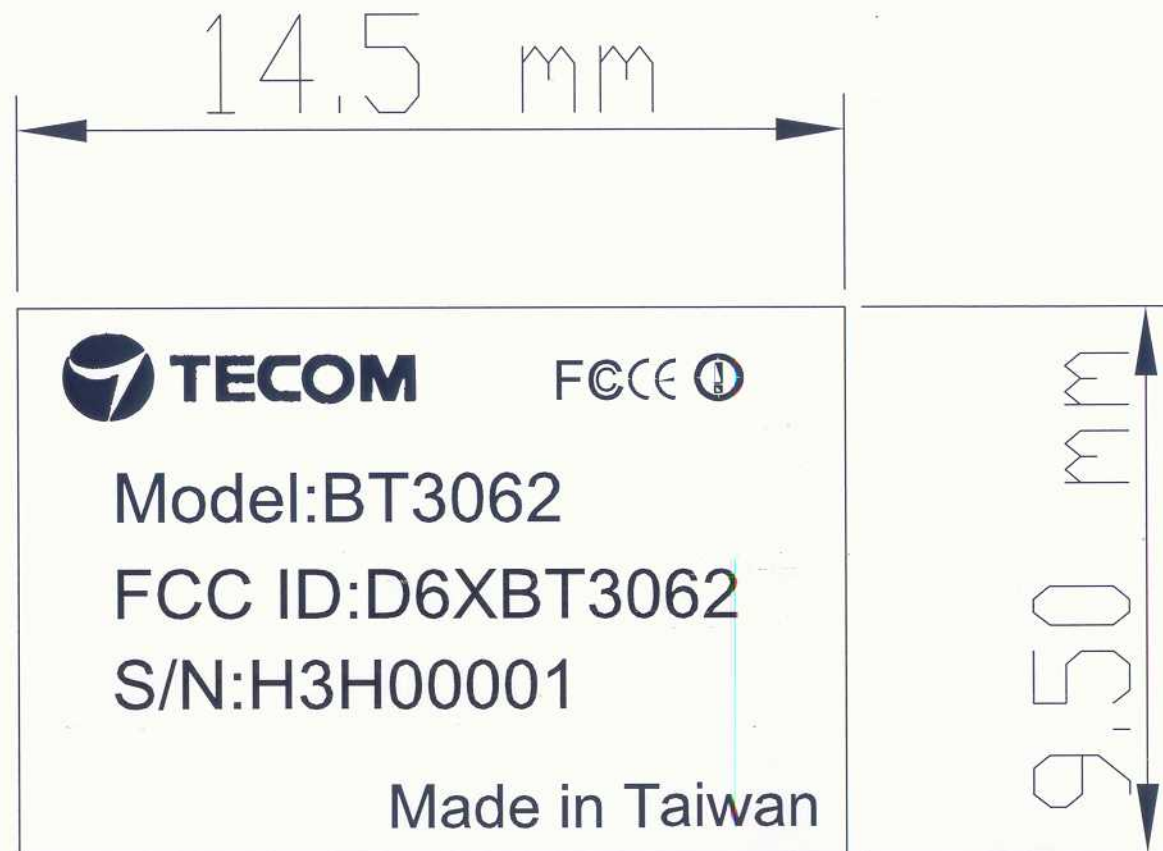 14.5 mm
TECOM FC CE
Model:BT3062
FCC ID:D6XBT3062
S/N:H3H00001
Made in Taiwan
9.50 mm